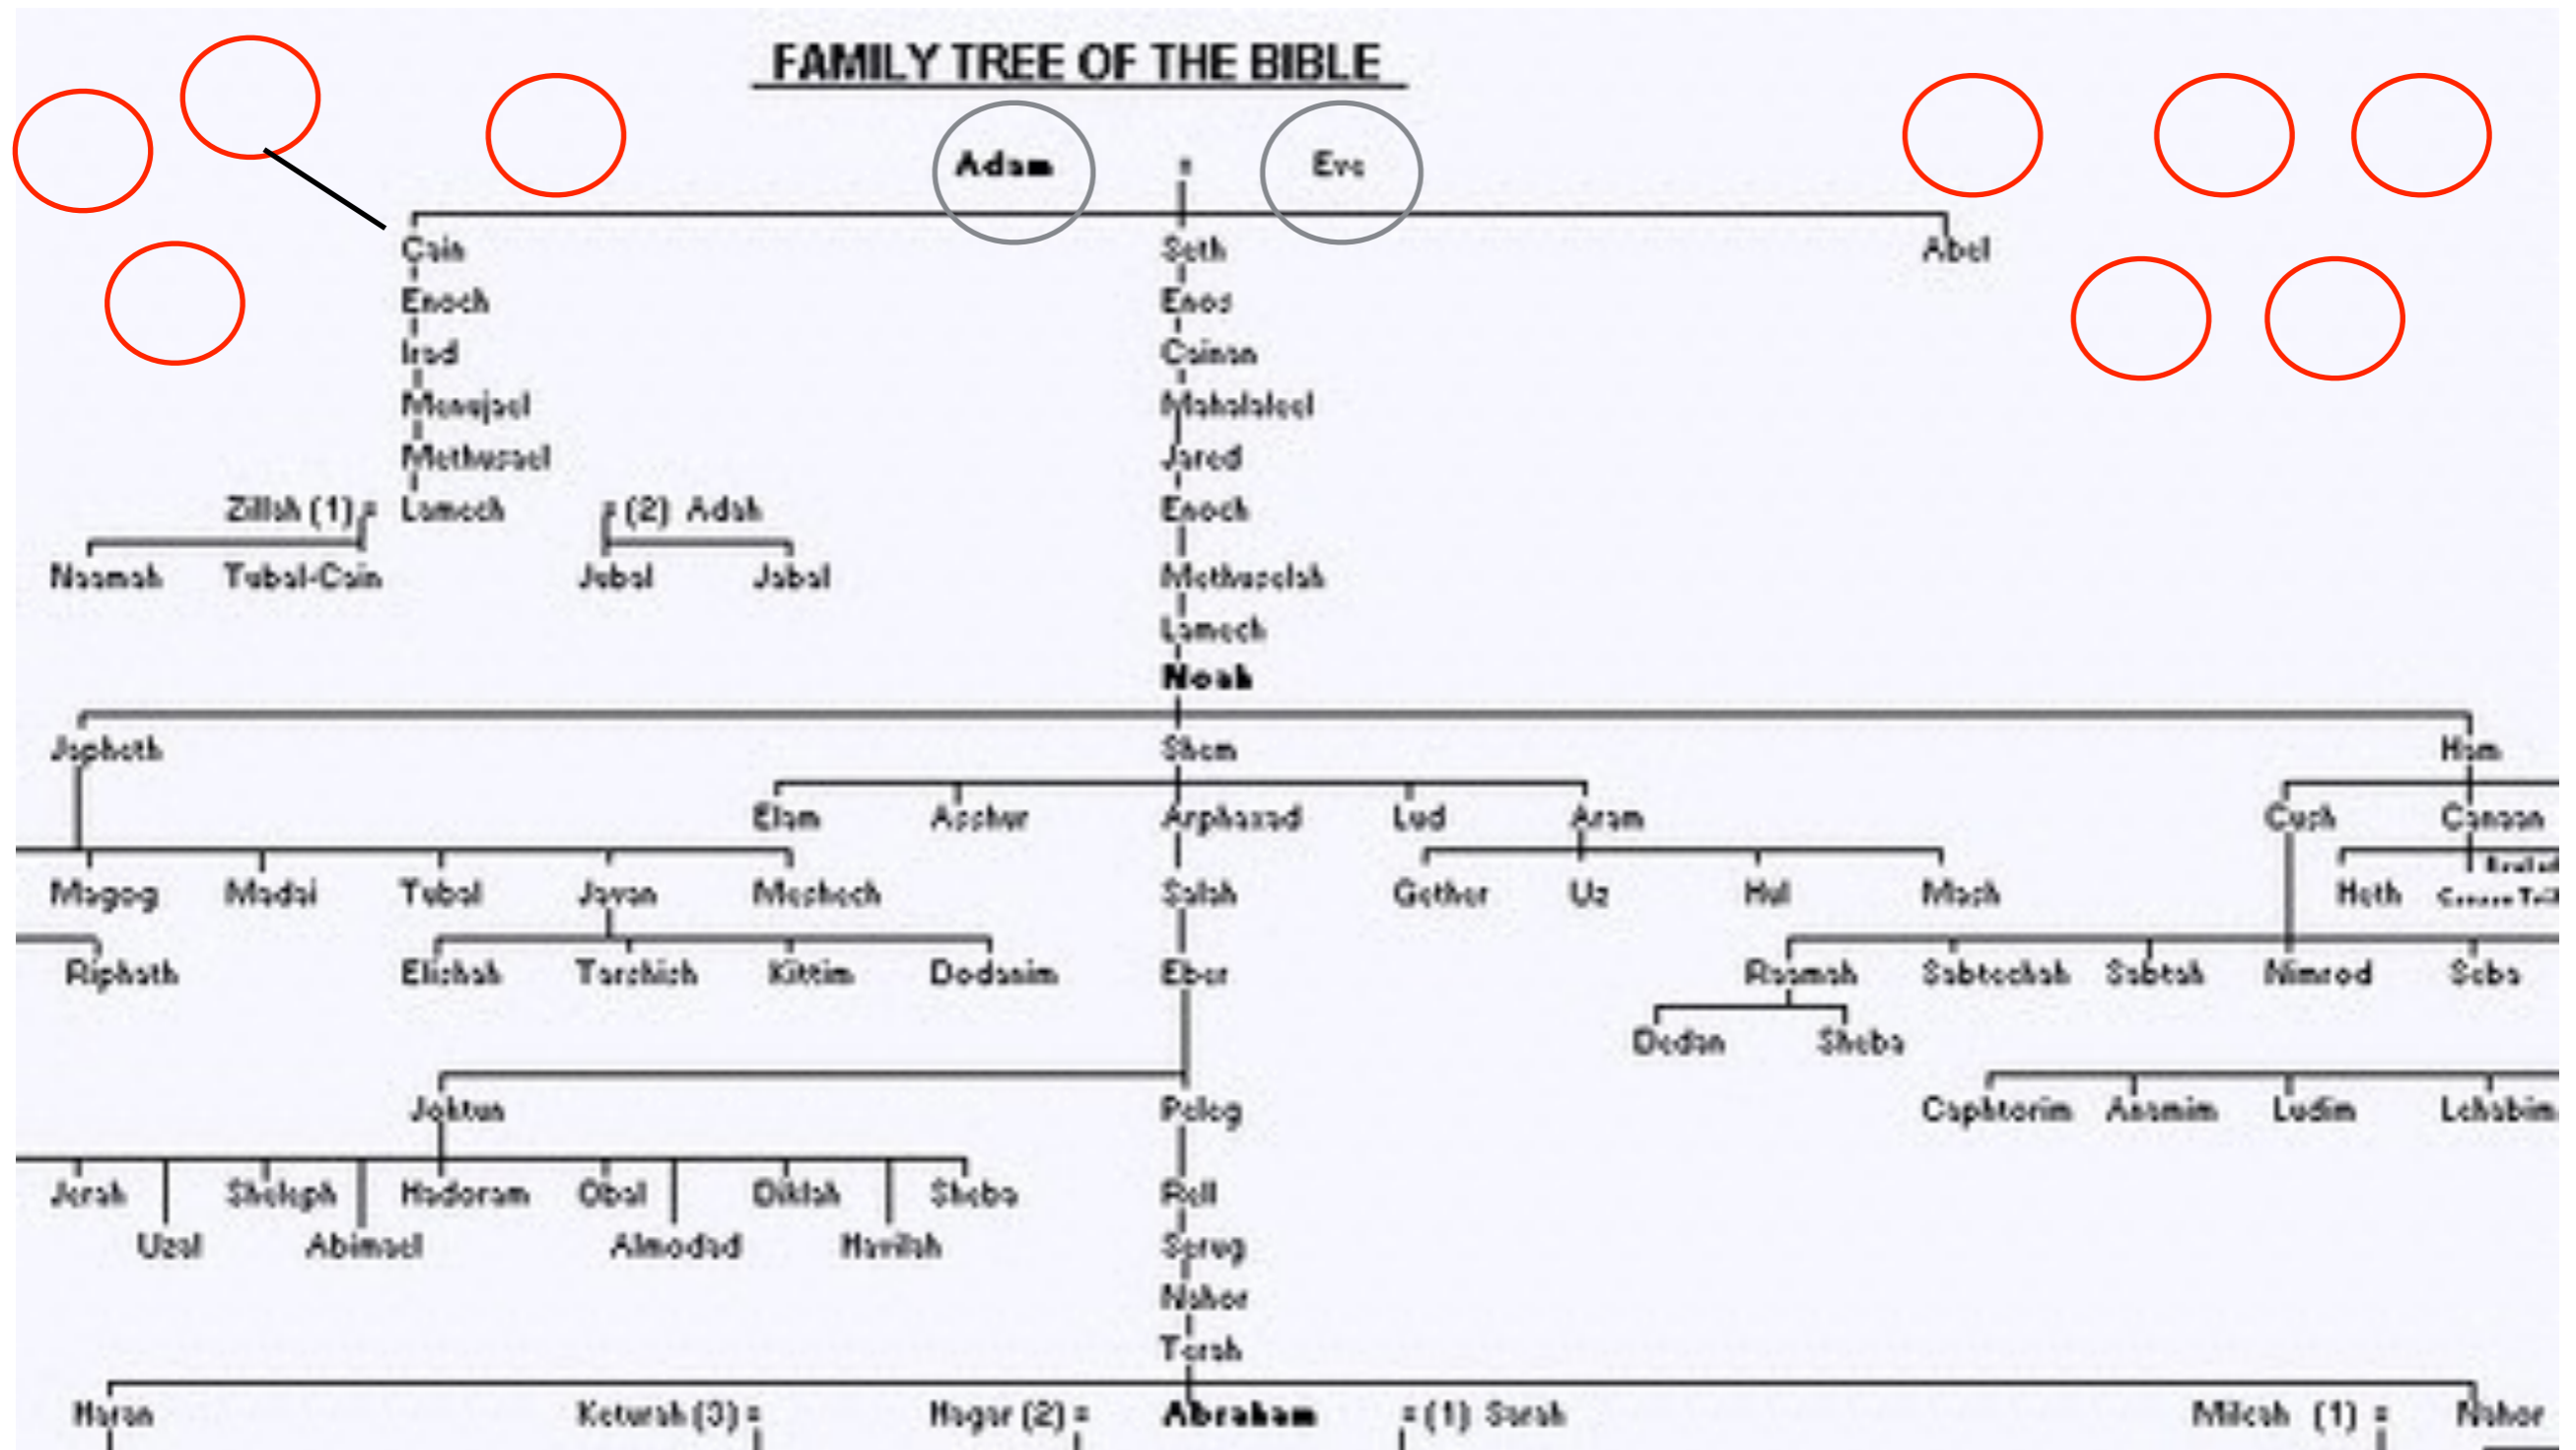 FAMILY TREE OF THE BIBLE
Adam = Eve
Cain Seth Abel
Enoch Enos
Irad Cainan
Menujael Mahalaleel
Methusael Jared
Zillah (1) = Lamech = (2) Adah Enoch
Naamah Tubal-Cain Jubal Jabal Methuselah
Lamech
Noah
Japheth Shem Ham
Elam Asshur Arphaxad Lud Aram Cush Canaan
Magog Madai Tubal Javan Meshech Salah Gether Uz Hul Mash Heth
Riphath Elishah Tarshish Kittim Dodanim Eber Raamah Sabtechah Sabtah Nimrod Seba
Dedan Sheba
Joktun Peleg Caphtorim Anamim Ludim Lehabim
Jerah Sheleph Hadoram Obal Diklah Sheba Rell
Uzal Abimael Almodad Havilah Serug
Nahor
Terah
Haran Keturah (3) = Hagar (2) = Abraham = (1) Sarah Milcah (1) = Nahor